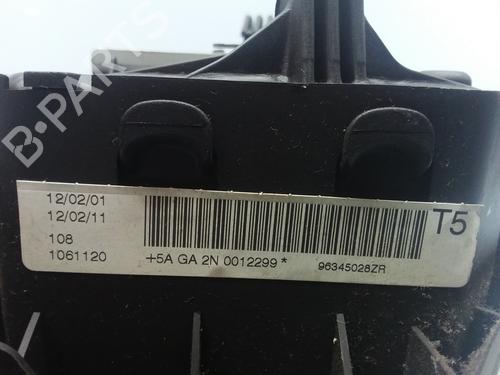 B-PARTS
12/02/01
12/02/11
108
1061120
+5A GA 2N 0012299 *
96345028ZR
T5